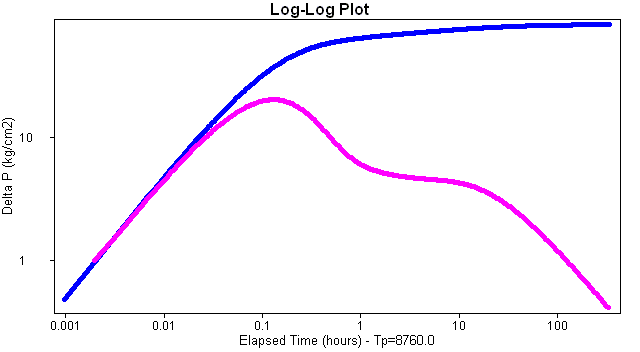 Log-Log Plot
Delta P (kg/cm2)
10
1
0.001 0.01 0.1 1 10 100
Elapsed Time (hours) - Tp=8760.0